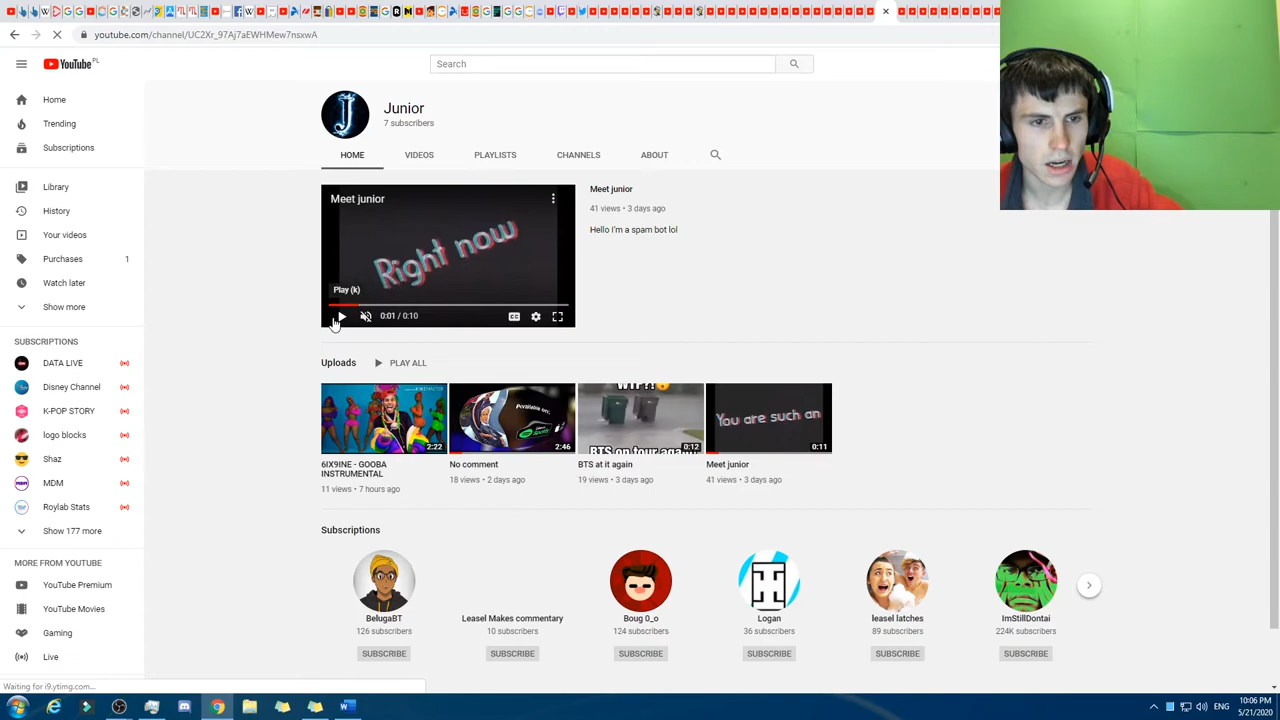 youtube.com/channel/UC2Xr_97Aj7aEWHMew7nsxwA
YouTube PL
Search
Home
Trending
Subscriptions
Library
History
Your videos
Purchases 1
Watch later
Show more
SUBSCRIPTIONS
DATA LIVE
Disney Channel
K-POP STORY
logo blocks
Shaz
MDM
Roylab Stats
Show 177 more
MORE FROM YOUTUBE
YouTube Premium
YouTube Movies
Gaming
Live
Junior
7 subscribers
HOME VIDEOS PLAYLISTS CHANNELS ABOUT
Meet junior
Right now
Play (k)
0:01 / 0:10
Meet junior
41 views • 3 days ago
Hello I'm a spam bot lol
Uploads PLAY ALL
2:22
Available on:
2:46
WTF?!
BTS on tour again
0:12
You are such an
0:11
6IX9INE - GOOBA
INSTRUMENTAL
11 views • 7 hours ago
No comment
18 views • 2 days ago
BTS at it again
19 views • 3 days ago
Meet junior
41 views • 3 days ago
Subscriptions
BelugaBT
126 subscribers
SUBSCRIBE
Leasel Makes commentary
10 subscribers
SUBSCRIBE
Boug 0_o
124 subscribers
SUBSCRIBE
Logan
36 subscribers
SUBSCRIBE
leasel latches
89 subscribers
SUBSCRIBE
ImStillDontai
224K subscribers
SUBSCRIBE
Waiting for i9.ytimg.com...
ENG
10:06 PM
5/21/2020